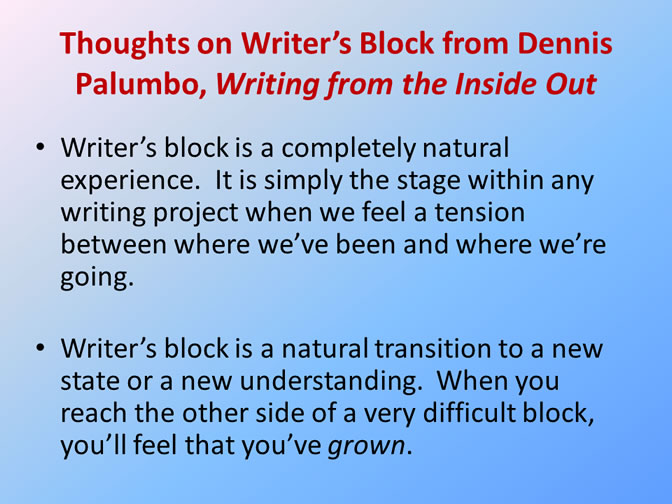 Thoughts on Writer’s Block from Dennis
Palumbo, Writing from the Inside Out
• Writer’s block is a completely natural
experience.  It is simply the stage within any
writing project when we feel a tension
between where we’ve been and where we’re
going.
• Writer’s block is a natural transition to a new
state or a new understanding.  When you
reach the other side of a very difficult block,
you’ll feel that you’ve grown.